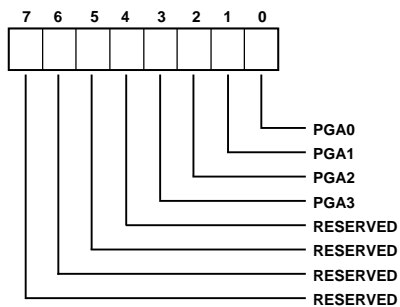 7 6 5 4 3 2 1 0
PGA0
PGA1
PGA2
PGA3
RESERVED
RESERVED
RESERVED
RESERVED